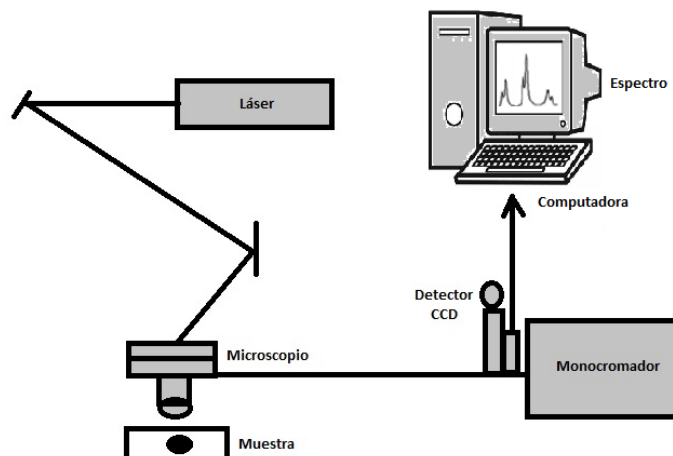 Láser
Espectro
Computadora
Detector
CCD
Microscopio
Monocromador
Muestra